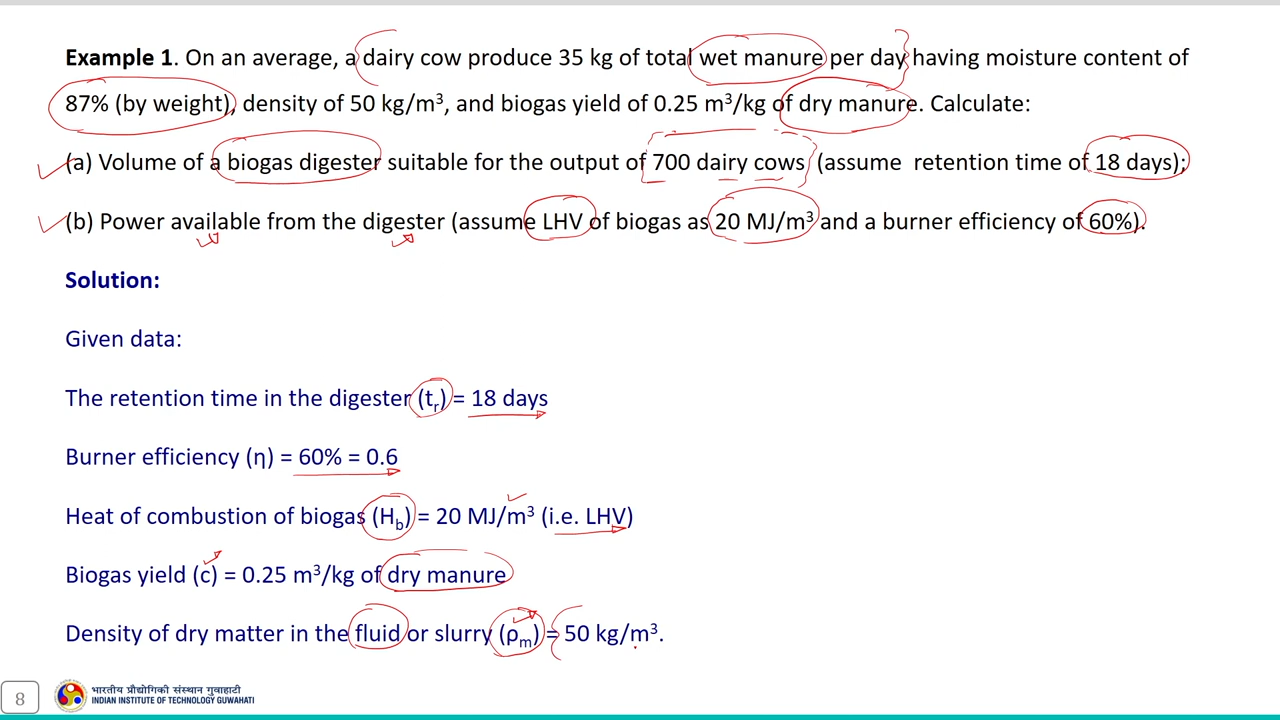 Example 1. On an average, a dairy cow produce 35 kg of total wet manure per day having moisture content of
87% (by weight), density of 50 kg/m³, and biogas yield of 0.25 m³/kg of dry manure. Calculate:
(a) Volume of a biogas digester suitable for the output of 700 dairy cows (assume retention time of 18 days);
(b) Power available from the digester (assume LHV of biogas as 20 MJ/m³ and a burner efficiency of 60%).
Solution:
Given data:
The retention time in the digester (tᵣ) = 18 days
Burner efficiency (η) = 60% = 0.6
Heat of combustion of biogas (H_b) = 20 MJ/m³ (i.e. LHV)
Biogas yield (c) = 0.25 m³/kg of dry manure
Density of dry matter in the fluid or slurry (ρₘ) = 50 kg/m³.
8
भारतीय प्रौद्योगिकी संस्थान गुवाहाटी
INDIAN INSTITUTE OF TECHNOLOGY GUWAHATI